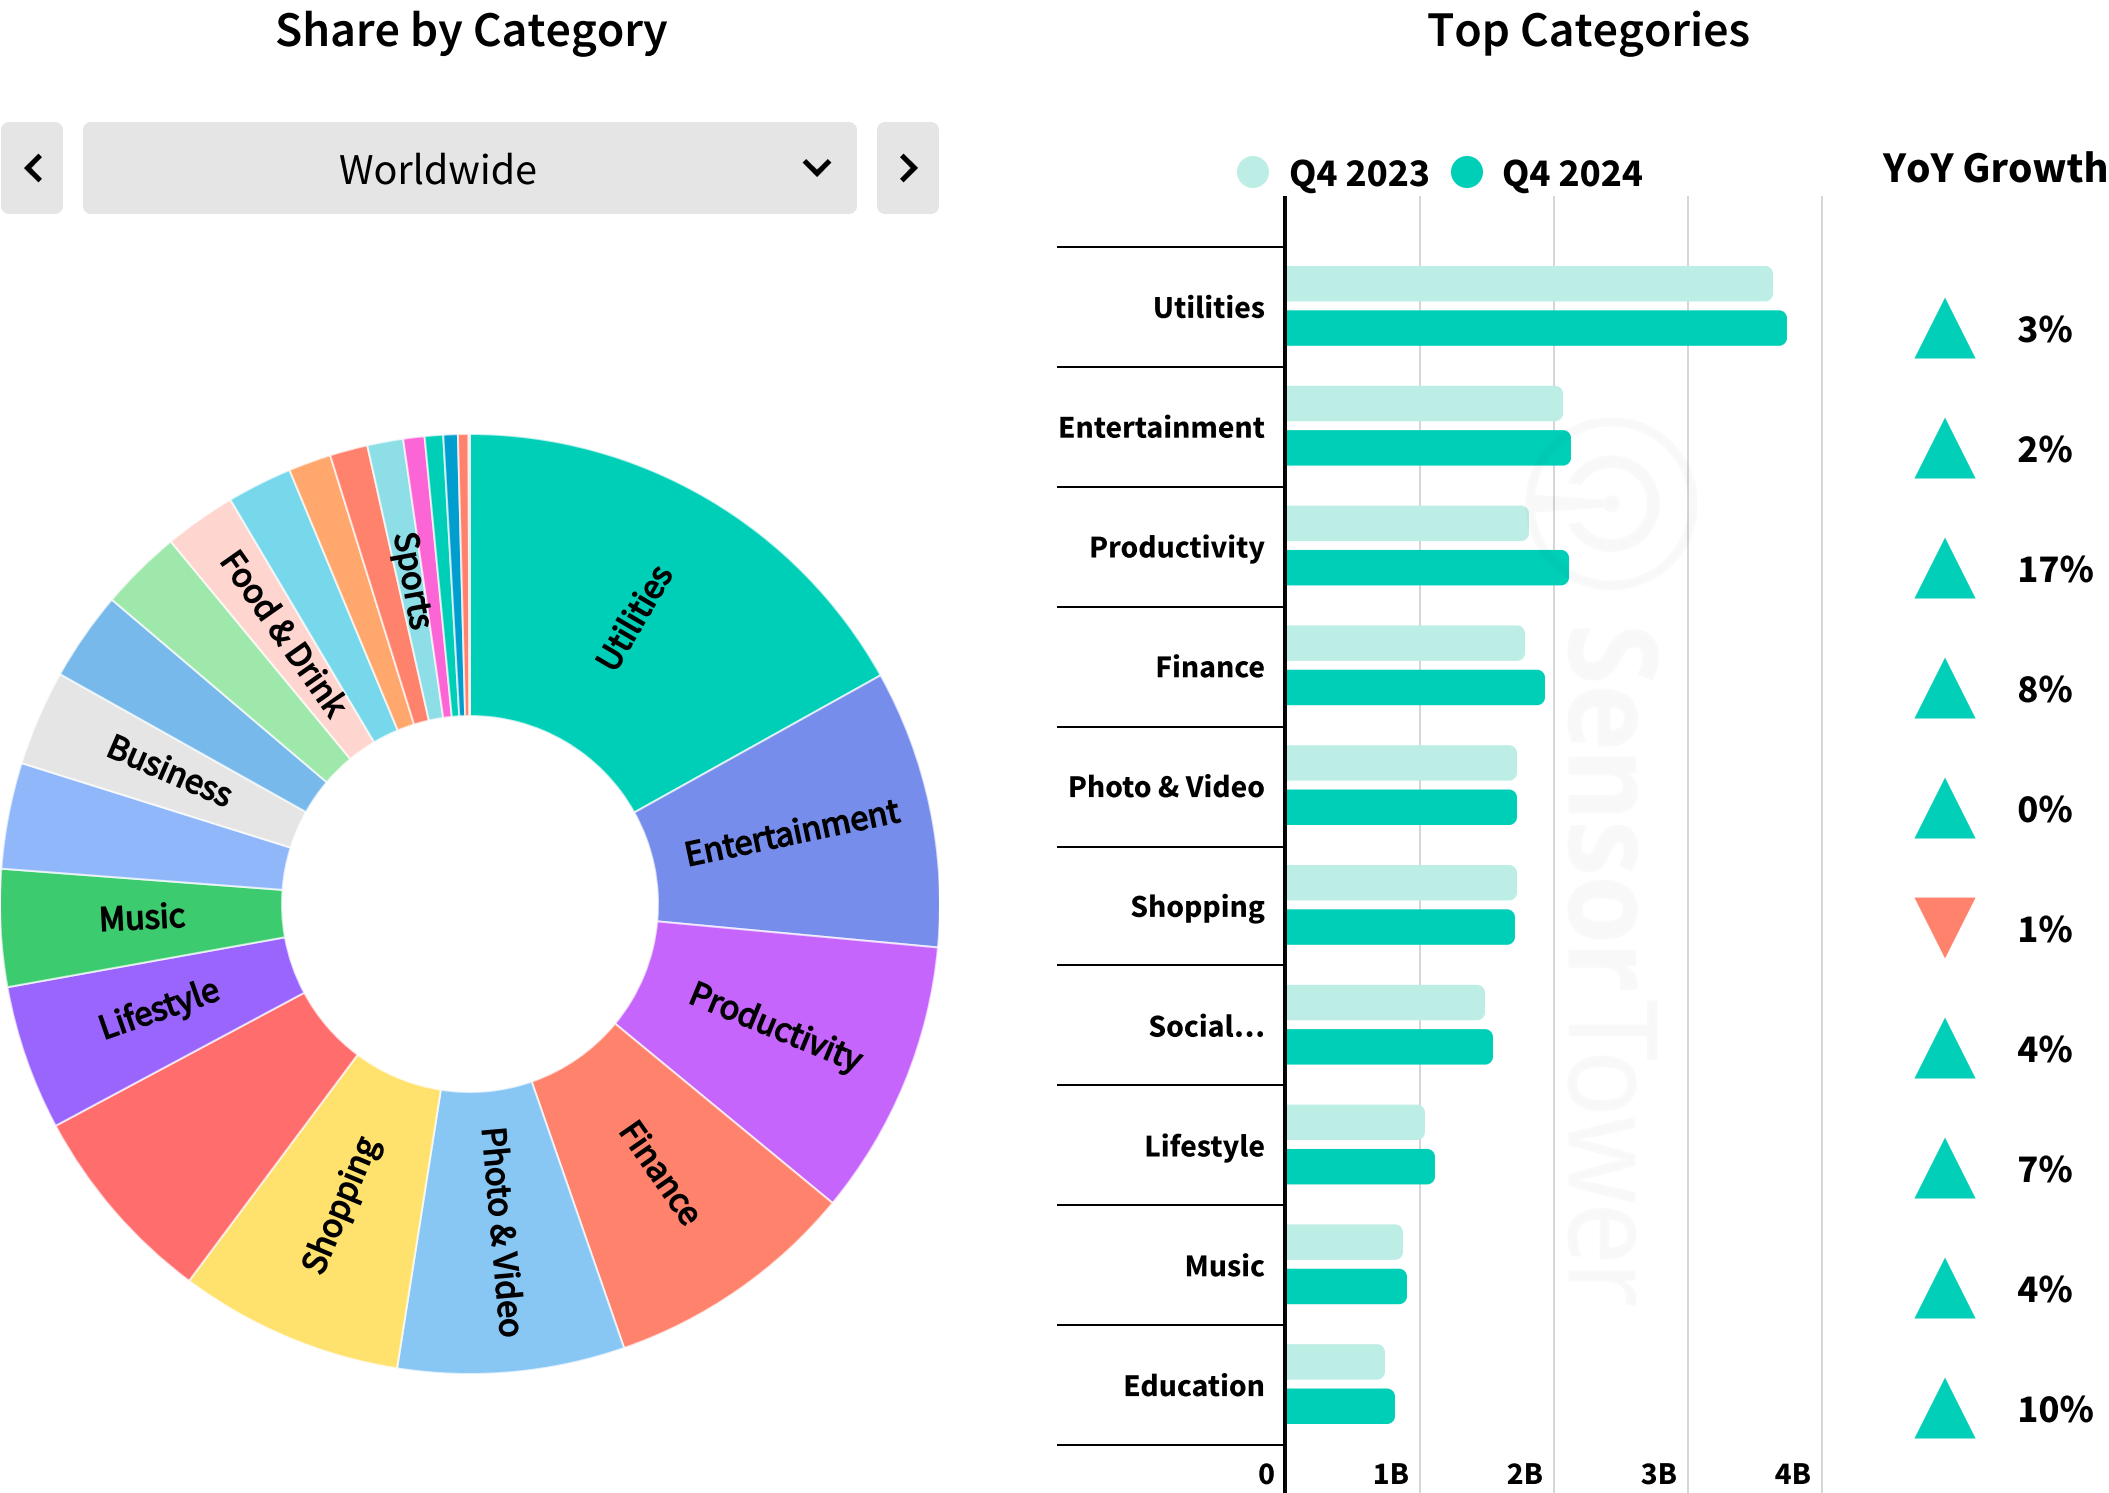 Share by Category
Worldwide
Utilities
Entertainment
Productivity
Finance
Photo & Video
Shopping
Lifestyle
Music
Business
Food & Drink
Sports
Top Categories
Q4 2023
Q4 2024
YoY Growth
Utilities
3%
Entertainment
2%
Productivity
17%
Finance
8%
Photo & Video
0%
Shopping
1%
Social...
4%
Lifestyle
7%
Music
4%
Education
10%
0 1B 2B 3B 4B
Sensor Tower